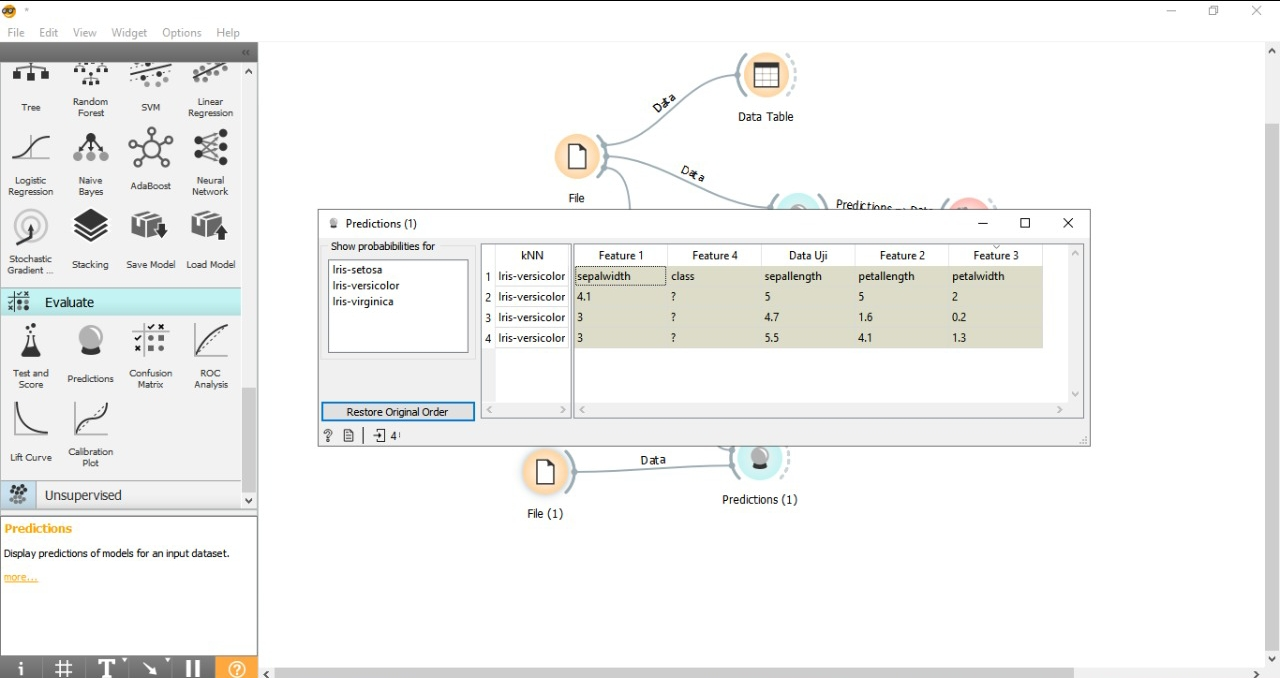 *
File Edit View Widget Options Help
Tree Random Forest SVM Linear Regression
Logistic Regression Naive Bayes AdaBoost Neural Network
Stochastic Gradient ... Stacking Save Model Load Model
Evaluate
Test and Score Predictions Confusion Matrix ROC Analysis
Lift Curve Calibration Plot
Unsupervised
Predictions
Display predictions of models for an input dataset.
more...
Data
Data Table
File
Data
Predictions
Data
Predictions (1)
Show probabilities for
Iris-setosa
Iris-versicolor
Iris-virginica
Restore Original Order
? 4
kNN Feature 1 Feature 4 Data Uji Feature 2 Feature 3
1 Iris-versicolor sepalwidth class sepallength petallength petalwidth
2 Iris-versicolor 4.1 ? 5 5 2
3 Iris-versicolor 3 ? 4.7 1.6 0.2
4 Iris-versicolor 3 ? 5.5 4.1 1.3
Data
File (1)
Predictions (1)